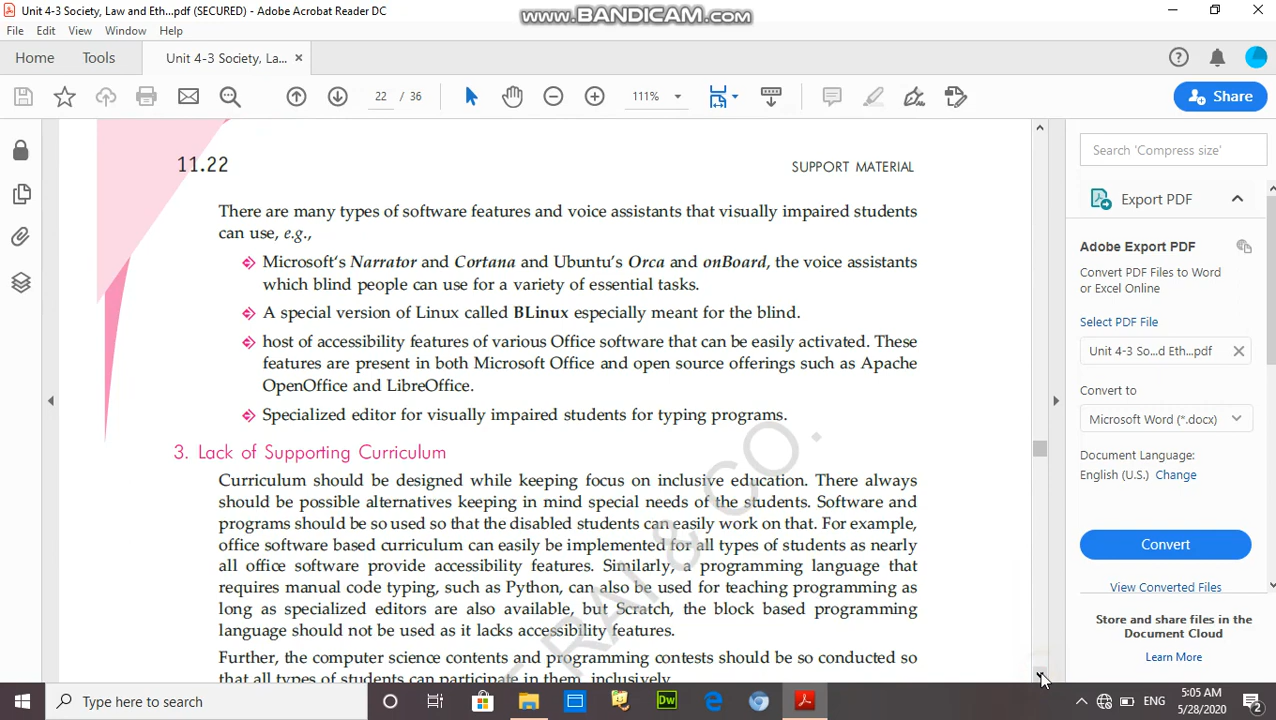 Unit 4-3 Society, Law and Eth...pdf (SECURED) - Adobe Acrobat Reader DC
www.BANDICAM.com
File Edit View Window Help
Home Tools Unit 4-3 Society, La... ×
22 / 36 111% Share
11.22 SUPPORT MATERIAL
There are many types of software features and voice assistants that visually impaired students
can use, e.g.,
Microsoft's Narrator and Cortana and Ubuntu's Orca and onBoard, the voice assistants
which blind people can use for a variety of essential tasks.
A special version of Linux called BLinux especially meant for the blind.
host of accessibility features of various Office software that can be easily activated. These
features are present in both Microsoft Office and open source offerings such as Apache
OpenOffice and LibreOffice.
Specialized editor for visually impaired students for typing programs.
3. Lack of Supporting Curriculum
Curriculum should be designed while keeping focus on inclusive education. There always
should be possible alternatives keeping in mind special needs of the students. Software and
programs should be so used so that the disabled students can easily work on that. For example,
office software based curriculum can easily be implemented for all types of students as nearly
all office software provide accessibility features. Similarly, a programming language that
requires manual code typing, such as Python, can also be used for teaching programming as
long as specialized editors are also available, but Scratch, the block based programming
language should not be used as it lacks accessibility features.
Further, the computer science contents and programming contests should be so conducted so
that all types of students can participate in them, inclusively.
RAI & CO.
Search 'Compress size'
Export PDF
Adobe Export PDF
Convert PDF Files to Word
or Excel Online
Select PDF File
Unit 4-3 So...d Eth...pdf
Convert to
Microsoft Word (*.docx)
Document Language:
English (U.S.) Change
Convert
View Converted Files
Store and share files in the
Document Cloud
Learn More
Type here to search
Dw
ENG
5:05 AM
5/28/2020
2